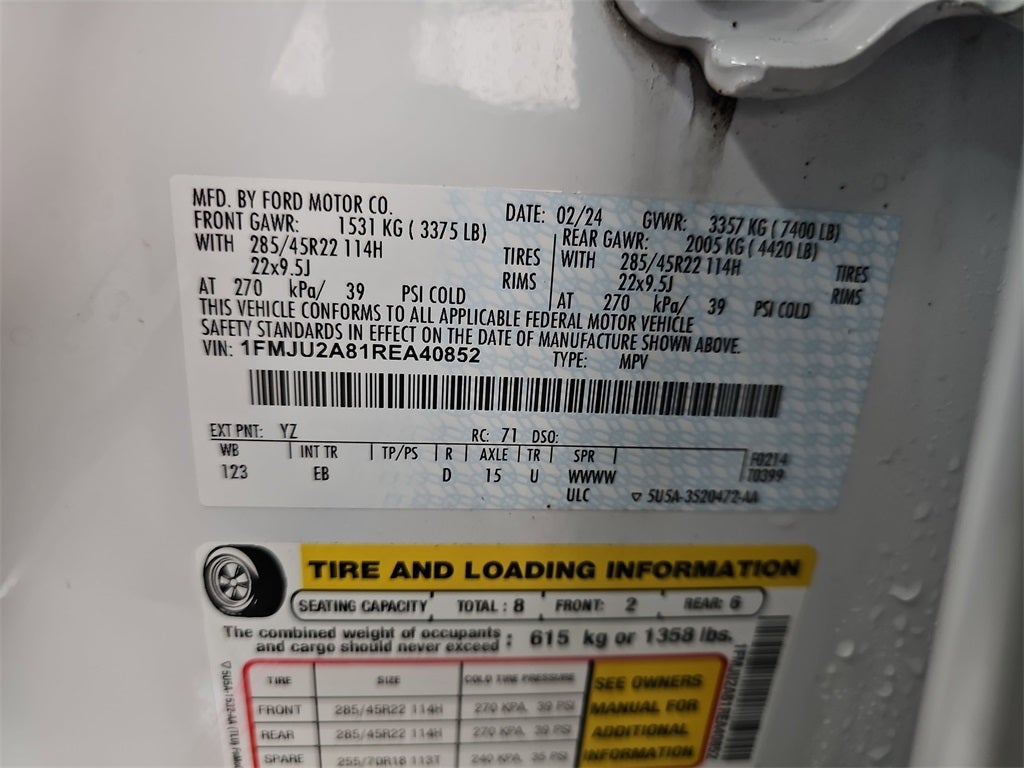 MFD. BY FORD MOTOR CO.
DATE: 02/24 GVWR: 3357 KG ( 7400 LB)
FRONT GAWR: 1531 KG ( 3375 LB)
WITH 285/45R22 114H TIRES
22x9.5J RIMS
AT 270 kPa/ 39 PSI COLD
REAR GAWR: 2005 KG ( 4420 LB)
WITH 285/45R22 114H TIRES
22x9.5J RIMS
AT 270 kPa/ 39 PSI COLD
THIS VEHICLE CONFORMS TO ALL APPLICABLE FEDERAL MOTOR VEHICLE
SAFETY STANDARDS IN EFFECT ON THE DATE OF MANUFACTURE SHOWN ABOVE.
VIN: 1FMJU2A81REA40852 TYPE: MPV
EXT PNT: YZ RC: 71 DSO:
WB INT TR TP/PS R AXLE TR SPR
123 EB D 15 U WWWW
ULC
F0214
T0399
5U5A-3S20472-AA
TIRE AND LOADING INFORMATION
SEATING CAPACITY TOTAL : 8 FRONT: 2 REAR: 6
The combined weight of occupants
and cargo should never exceed : 615 kg or 1358 lbs.
TIRE SIZE COLD TIRE PRESSURE
FRONT 285/45R22 114H 270 KPA, 39 PSI
REAR 285/45R22 114H 270 KPA, 39 PSI
SPARE 255/70R18 113T 240 KPA, 35 PSI
SEE OWNERS
MANUAL FOR
ADDITIONAL
INFORMATION